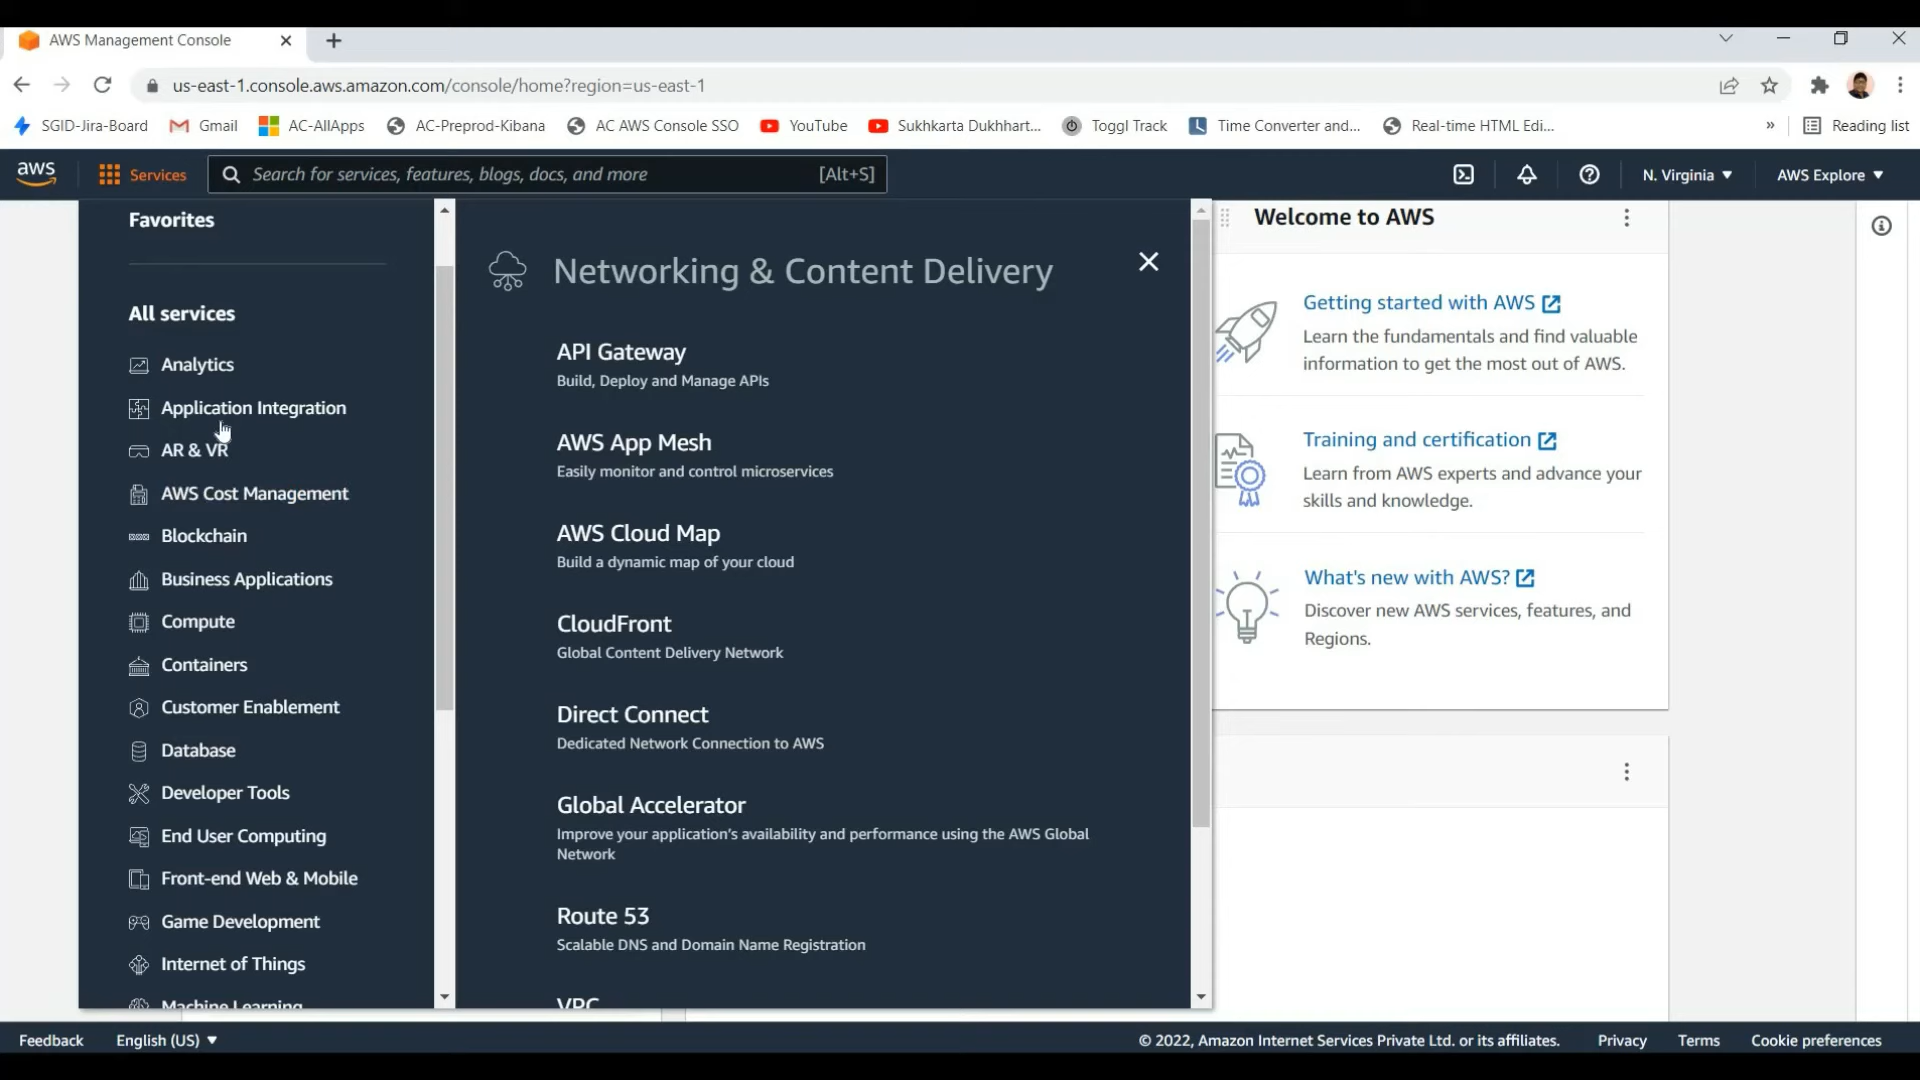 AWS Management Console
us-east-1.console.aws.amazon.com/console/home?region=us-east-1
SGID-Jira-Board Gmail AC-AllApps AC-Preprod-Kibana AC AWS Console SSO YouTube Sukhkarta Dukhhart... Toggl Track Time Converter and... Real-time HTML Edi... » Reading list
aws Services Search for services, features, blogs, docs, and more [Alt+S] N. Virginia AWS Explore
Favorites
All services
Analytics
Application Integration
AR & VR
AWS Cost Management
Blockchain
Business Applications
Compute
Containers
Customer Enablement
Database
Developer Tools
End User Computing
Front-end Web & Mobile
Game Development
Internet of Things
Machine Learning
Networking & Content Delivery
API Gateway
Build, Deploy and Manage APIs
AWS App Mesh
Easily monitor and control microservices
AWS Cloud Map
Build a dynamic map of your cloud
CloudFront
Global Content Delivery Network
Direct Connect
Dedicated Network Connection to AWS
Global Accelerator
Improve your application's availability and performance using the AWS Global
Network
Route 53
Scalable DNS and Domain Name Registration
VPC
Welcome to AWS
Getting started with AWS
Learn the fundamentals and find valuable
information to get the most out of AWS.
Training and certification
Learn from AWS experts and advance your
skills and knowledge.
What's new with AWS?
Discover new AWS services, features, and
Regions.
Feedback English (US) © 2022, Amazon Internet Services Private Ltd. or its affiliates. Privacy Terms Cookie preferences